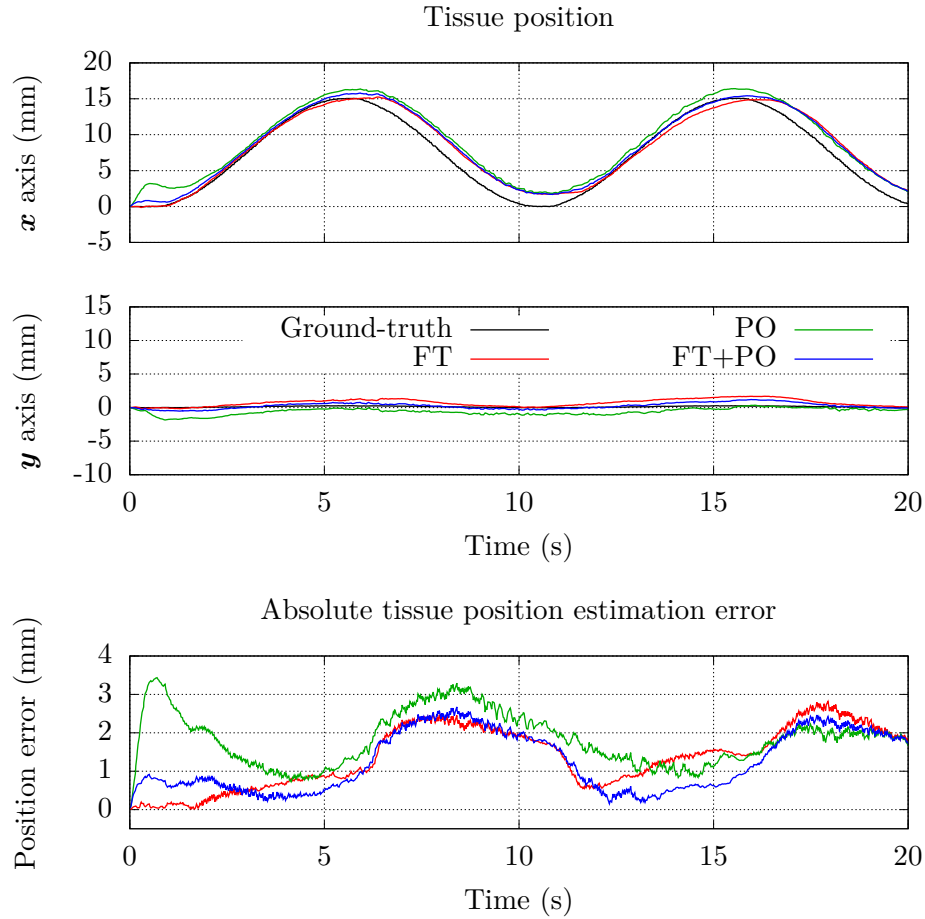 Tissue position
x axis (mm)
20
15
10
5
0
-5
y axis (mm)
15
10
5
0
-5
-10
Ground-truth
FT
PO
FT+PO
0 5 10 15 20
Time (s)
Absolute tissue position estimation error
Position error (mm)
4
3
2
1
0
0 5 10 15 20
Time (s)